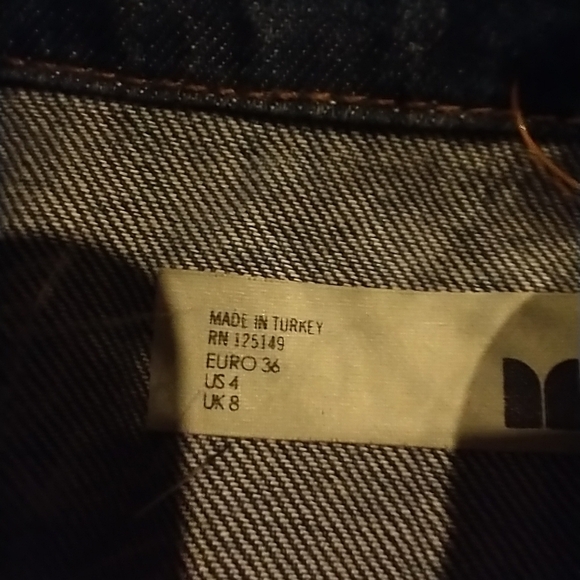 MADE IN TURKEY
RN 125149
EURO 36
US 4
UK 8